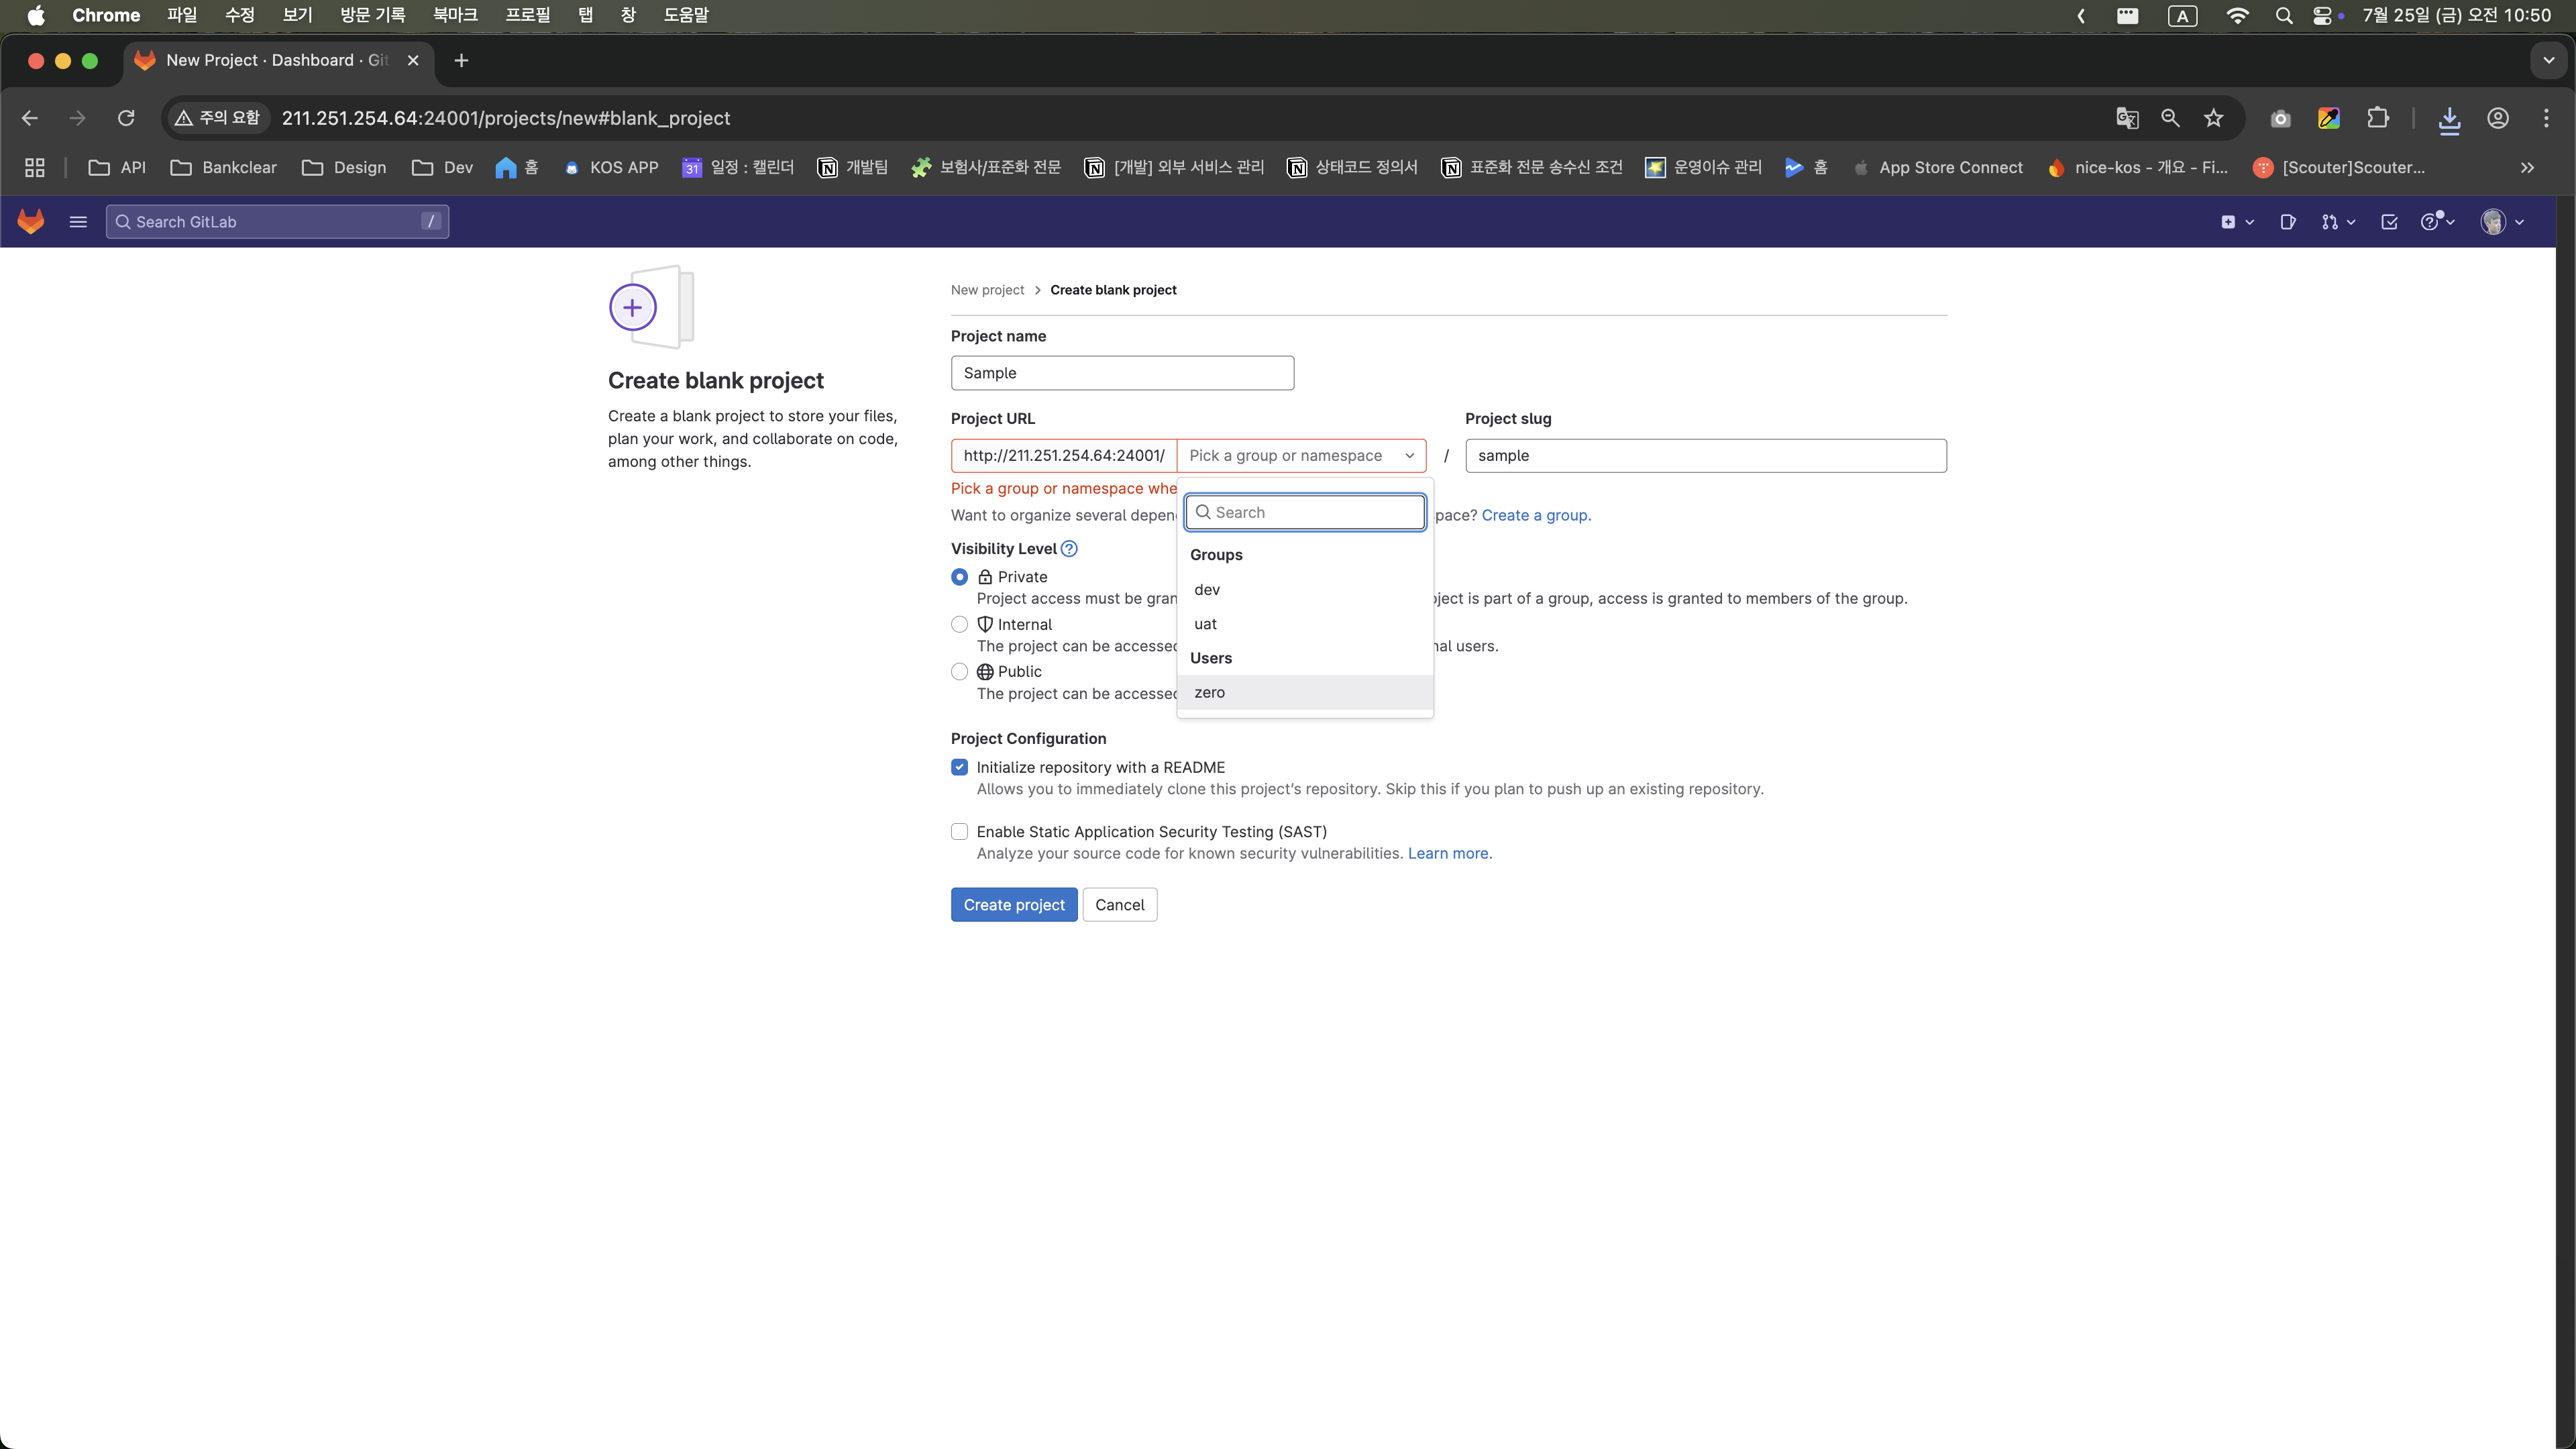 Chrome 파일 수정 보기 방문 기록 북마크 프로필 탭 창 도움말 A 7월 25일 (금) 오전 10:50
New Project · Dashboard · Git
주의 요함 211.251.254.64:24001/projects/new#blank_project
API Bankclear Design Dev 홈 KOS APP 31 일정 : 캘린더 개발팀 보험사/표준화 전문 [개발] 외부 서비스 관리 상태코드 정의서 표준화 전문 송수신 조건 운영이슈 관리 홈 App Store Connect nice-kos - 개요 - Fi... [Scouter]Scouter...
Search GitLab /
New project > Create blank project
Create blank project
Create a blank project to store your files,
plan your work, and collaborate on code,
among other things.
Project name
Sample
Project URL
http://211.251.254.64:24001/ Pick a group or namespace
/
Project slug
sample
Pick a group or namespace whe
Want to organize several depen pace? Create a group.
Search
Groups
dev
uat
Users
zero
Visibility Level
Private
Project access must be gran ject is part of a group, access is granted to members of the group.
Internal
The project can be accessed nal users.
Public
The project can be accessed
Project Configuration
Initialize repository with a README
Allows you to immediately clone this project's repository. Skip this if you plan to push up an existing repository.
Enable Static Application Security Testing (SAST)
Analyze your source code for known security vulnerabilities. Learn more.
Create project Cancel